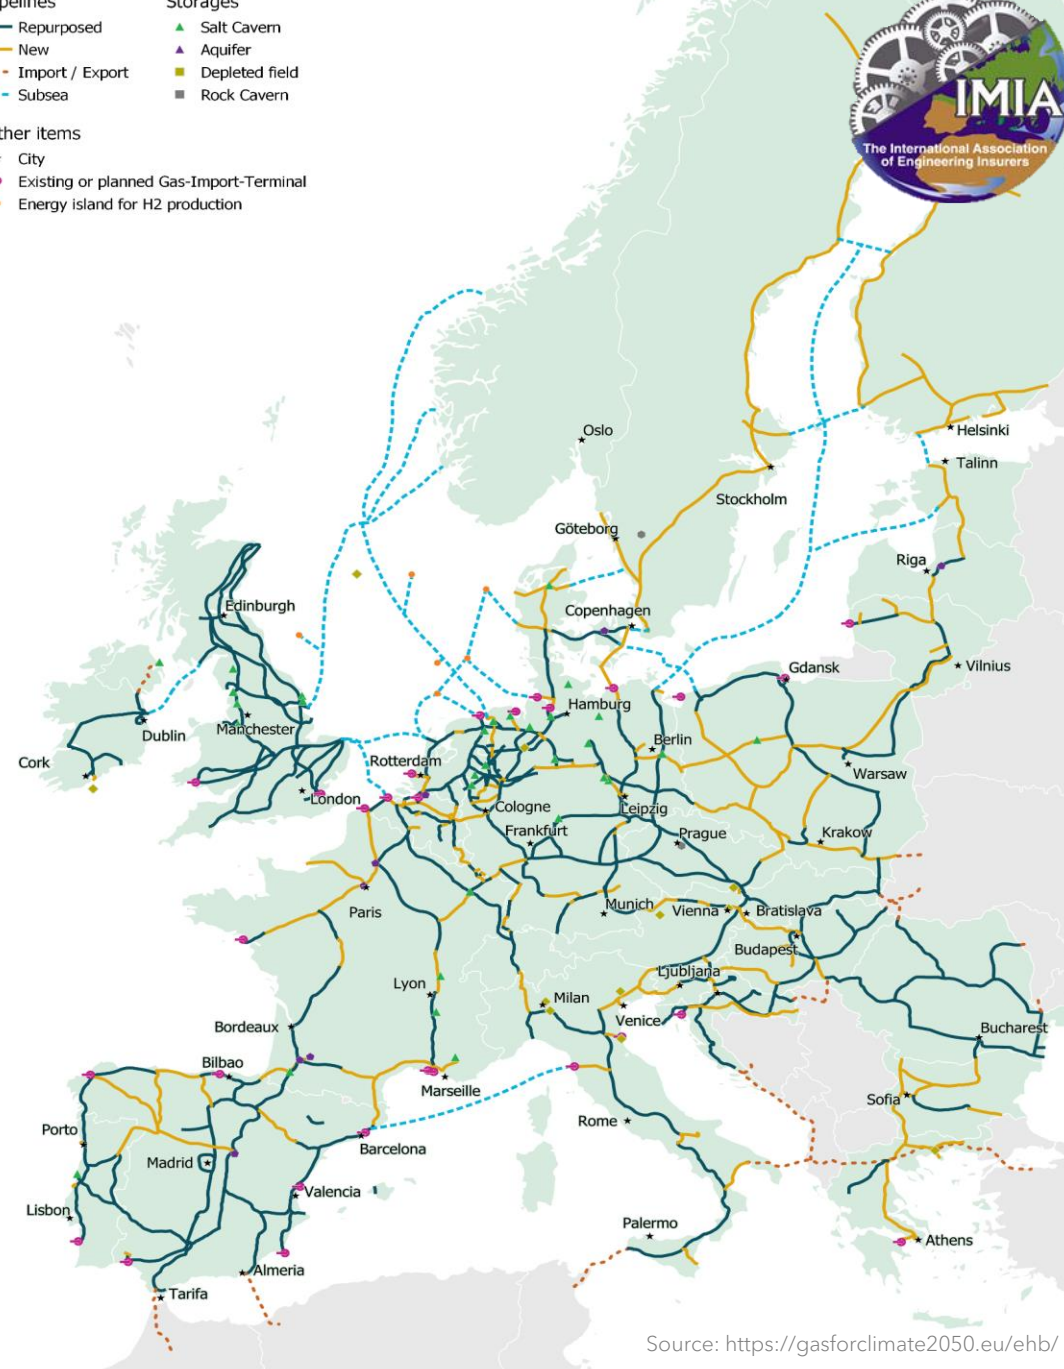 pelines
Storages
Repurposed
Salt Cavern
New
Aquifer
Import / Export
Depleted field
Subsea
Rock Cavern
ther items
City
Existing or planned Gas-Import-Terminal
Energy island for H2 production
IMIA
The International Association
of Engineering Insurers
Oslo
Helsinki
Talinn
Stockholm
Göteborg
Riga
Edinburgh
Copenhagen
Vilnius
Gdansk
Hamburg
Dublin
Manchester
Berlin
Cork
Rotterdam
Warsaw
London
Cologne
Leipzig
Frankfurt
Prague
Krakow
Paris
Munich
Vienna
Bratislava
Budapest
Ljubljana
Lyon
Milan
Venice
Bordeaux
Bucharest
Bilbao
Marseille
Sofia
Porto
Rome
Barcelona
Madrid
Valencia
Lisbon
Palermo
Athens
Almeria
Tarifa
Source: https://gasforclimate2050.eu/ehb/